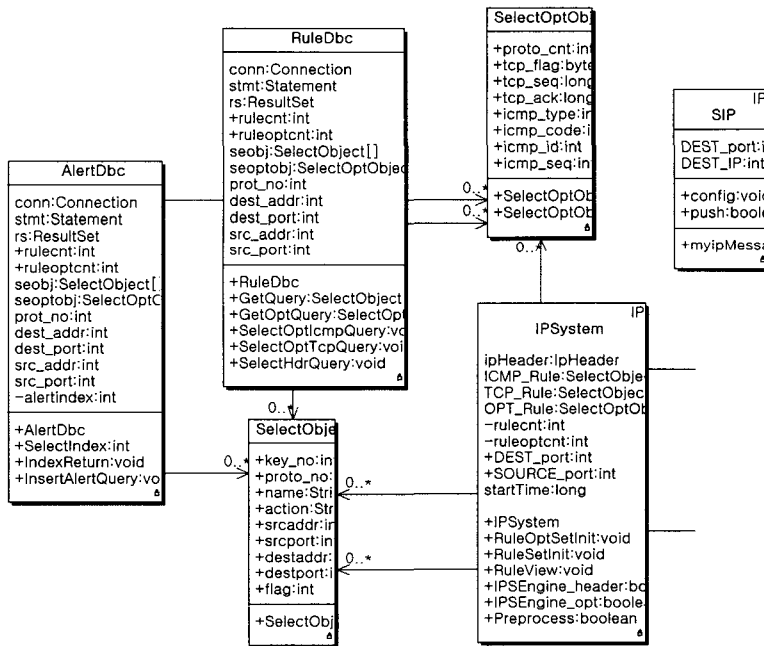 AlertDbc
conn:Connection
stmt:Statement
rs:ResultSet
+rulecnt:int
+ruleoptcnt:int
seobj:SelectObject[]
seoptobj:SelectOptO
prot_no:int
dest_addr:int
dest_port:int
src_addr:int
src_port:int
-alertindex:int
+AlertDbc
+SelectIndex:int
+IndexReturn:void
+InsertAlertQuery:vo
RuleDbc
conn:Connection
stmt:Statement
rs:ResultSet
+rulecnt:int
+ruleoptcnt:int
seobj:SelectObject[]
seoptobj:SelectOptObjec
prot_no:int
dest_addr:int
dest_port:int
src_addr:int
src_port:int
+RuleDbc
+GetQuery:SelectObject
+GetOptQuery:SelectOpt
+SelectOptIcmpQuery:vo
+SelectOptTcpQuery:voi
+SelectHdrQuery:void
0..*
0..*
0..*
0..*
0..*
0..*
0..*
SelectObje
+key_no:in
+proto_no:
+name:Stri
+action:Str
+srcaddr:in
+srcport:in
+destaddr:
+destport:i
+flag:int
+SelectObj
SelectOptObj
+proto_cnt:int
+tcp_flag:byte
+tcp_seq:long
+tcp_ack:long
+icmp_type:in
+icmp_code:i
+icmp_id:int
+icmp_seq:in
+SelectOptOb
+SelectOptOb
IP
IPSystem
ipHeader:IpHeader
ICMP_Rule:SelectObje
TCP_Rule:SelectObjec
OPT_Rule:SelectOptOb
-rulecnt:int
-ruleoptcnt:int
+DEST_port:int
+SOURCE_port:int
startTime:long
+IPSystem
+RuleOptSetInit:void
+RuleSetInit:void
+RuleView:void
+IPSEngine_header:bo
+IPSEngine_opt:boole
+Preprocess:boolean
IP
SIP
DEST_port:i
DEST_IP:int
+config:void
+push:boole
+myipMessa